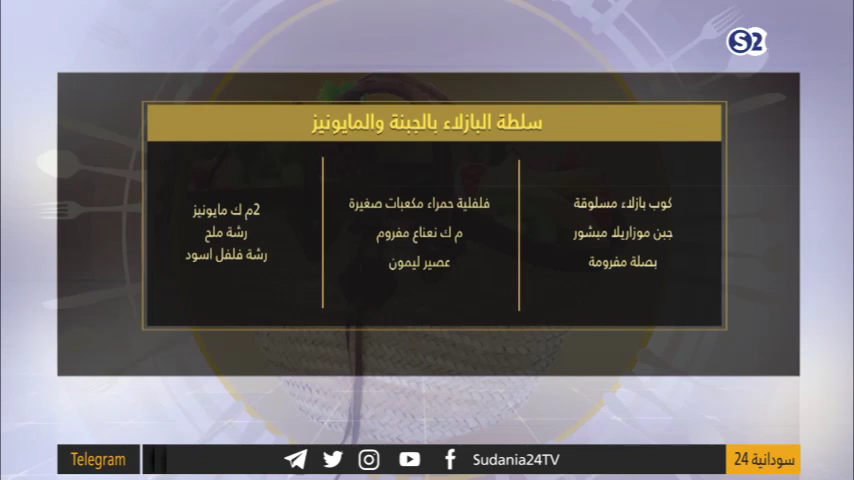 S2
سلطة البازلاء بالجبنة والمايونيز
كوب بازلاء مسلوقة
جبن موزاريلا مبشور
بصلة مفرومة
فلفلية حمراء مكعبات صغيرة
م ك نعناع مفروم
عصير ليمون
2م ك مايونيز
رشة ملح
رشة فلفل اسود
Telegram
Sudania24TV
سودانية 24